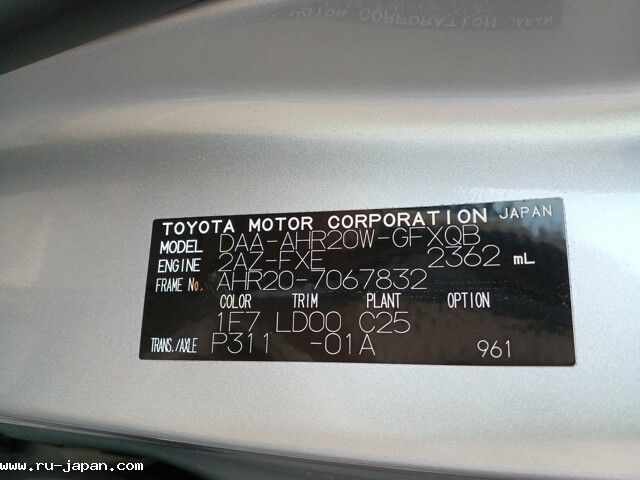 TOYOTA MOTOR CORPORATION JAPAN
MODEL DAA-AHR20W-GFXQB
ENGINE 2AZ-FXE 2362 mL
FRAME No. AHR20-7067832
COLOR TRIM PLANT OPTION
1F7 LD00 C25
TRANS./AXLE P311 -01A 961
www.ru-japan.com